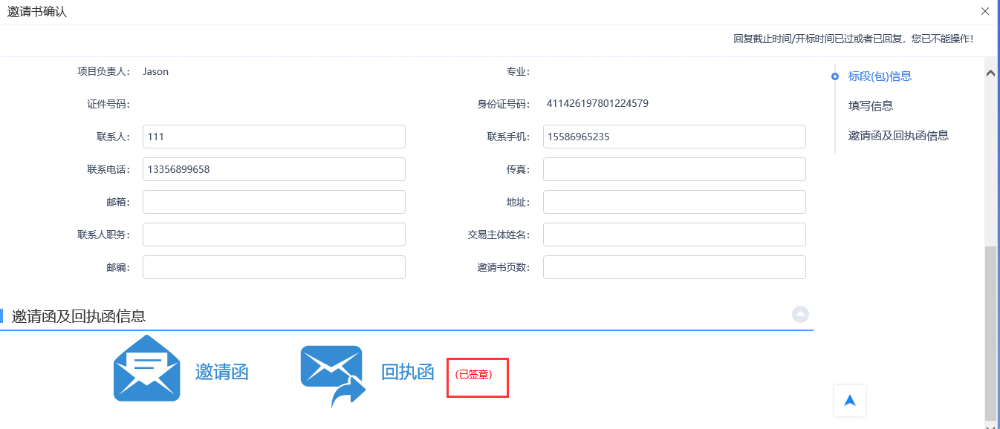 邀请书确认
回复截止时间/开标时间已过或者已回复，您已不能操作！
项目负责人： Jason 专业：
证件号码： 身份证号码： 411426197801224579
联系人： 111 联系手机： 15586965235
联系电话： 13356899658 传真：
邮箱： 地址：
联系人职务： 交易主体姓名：
邮编： 邀请书页数：
标段(包)信息
填写信息
邀请函及回执函信息
邀请函及回执函信息
邀请函 回执函 (已签章)